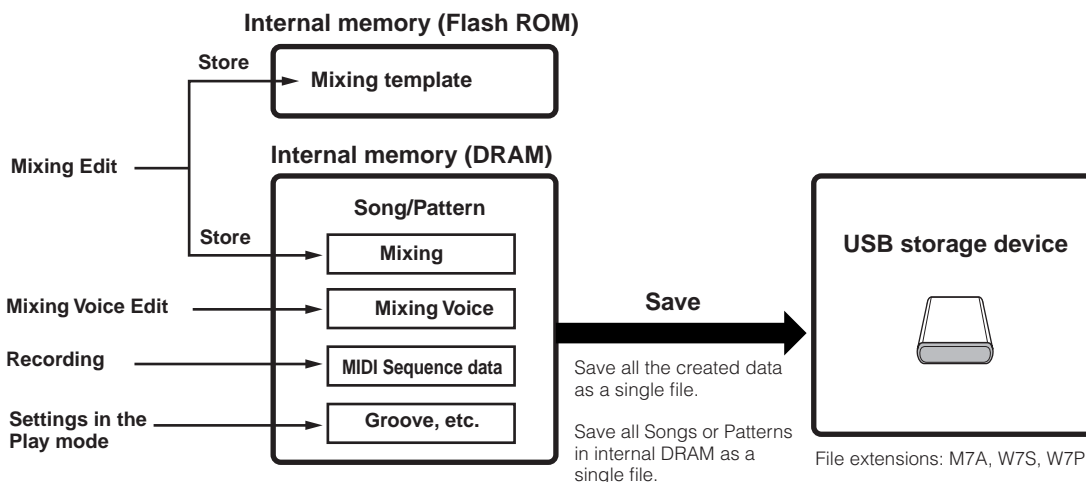 Internal memory (Flash ROM)
Store
Mixing template
Mixing Edit
Internal memory (DRAM)
Song/Pattern
Store
Mixing
Mixing Voice Edit
Mixing Voice
Recording
MIDI Sequence data
Settings in the
Play mode
Groove, etc.
Save
Save all the created data
as a single file.
Save all Songs or Patterns
in internal DRAM as a
single file.
USB storage device
File extensions: M7A, W7S, W7P